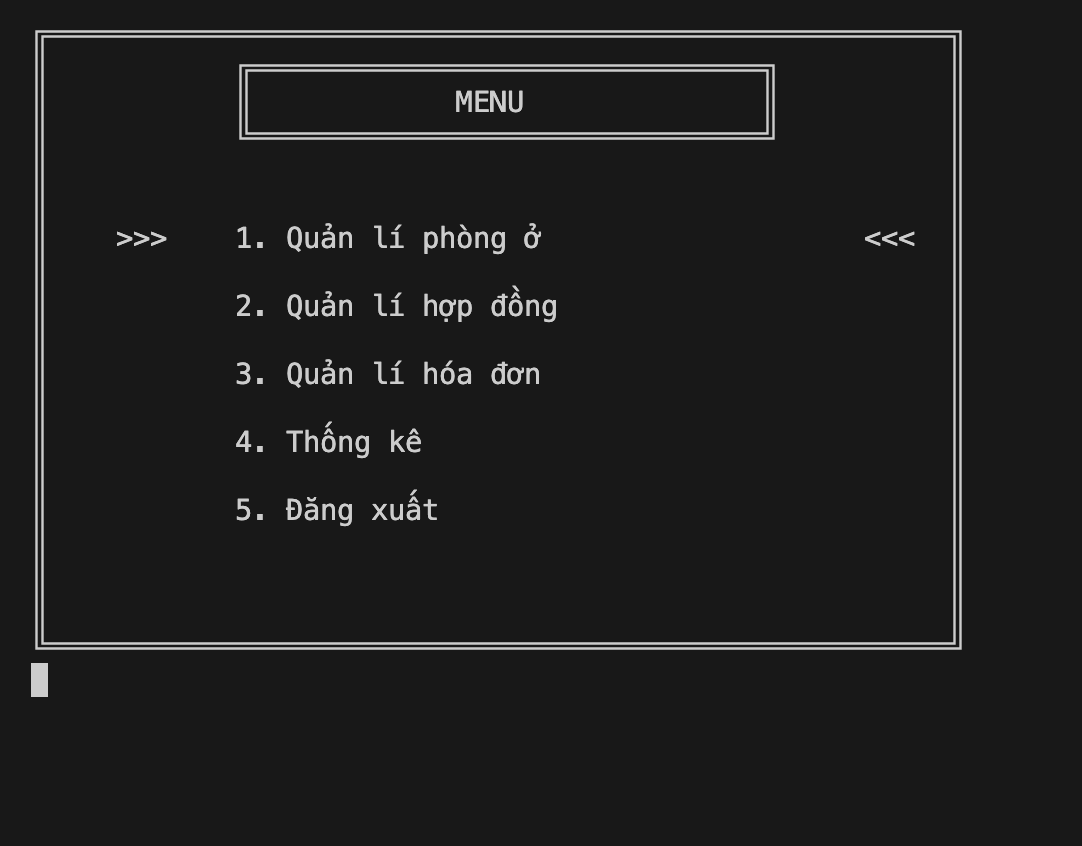 MENU
>>> 1. Quản lí phòng ở <<<
2. Quản lí hợp đồng
3. Quản lí hóa đơn
4. Thống kê
5. Đăng xuất